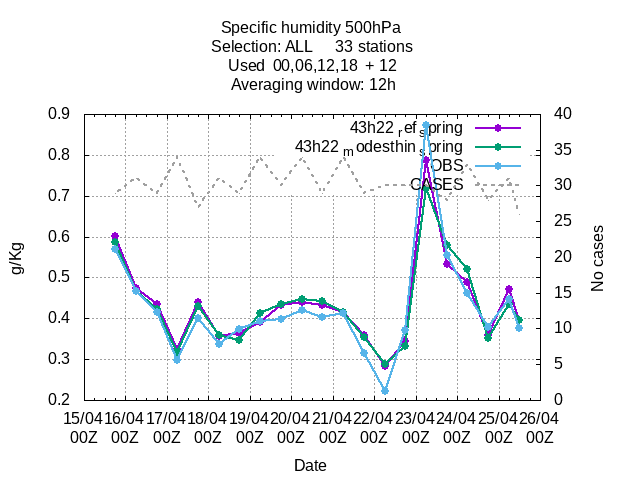 Specific humidity 500hPa
Selection: ALL 33 stations
Used 00,06,12,18 + 12
Averaging window: 12h
0.9
0.8
0.7
0.6
0.5
0.4
0.3
0.2
40
35
30
25
20
15
10
5
0
g/Kg
No cases
43h22_ref_spring
43h22_modesthin_spring
OBS
CASES
15/04 16/04 17/04 18/04 19/04 20/04 21/04 22/04 23/04 24/04 25/04 26/04
00Z 00Z 00Z 00Z 00Z 00Z 00Z 00Z 00Z 00Z 00Z 00Z
Date